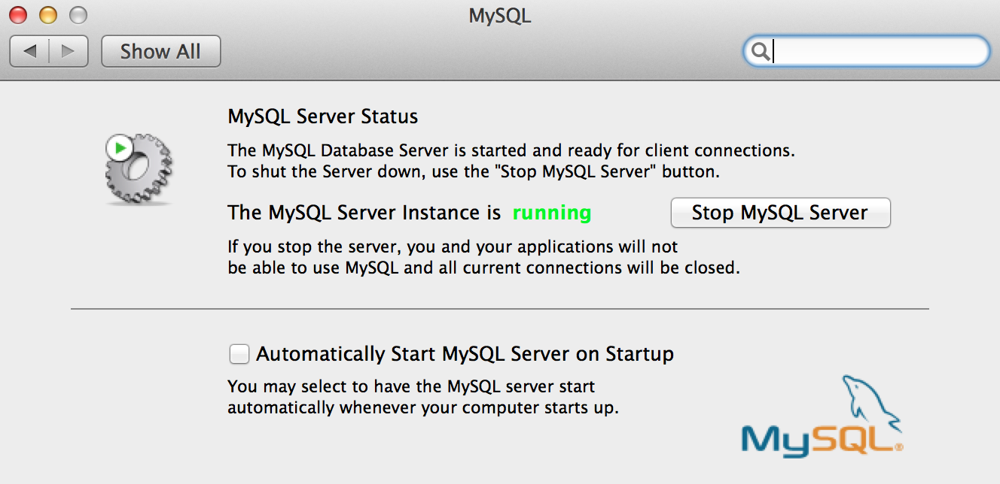 MySQL
Show All
MySQL Server Status
The MySQL Database Server is started and ready for client connections.
To shut the Server down, use the "Stop MySQL Server" button.
The MySQL Server Instance is running
Stop MySQL Server
If you stop the server, you and your applications will not
be able to use MySQL and all current connections will be closed.
Automatically Start MySQL Server on Startup
You may select to have the MySQL server start
automatically whenever your computer starts up.
MySQL®